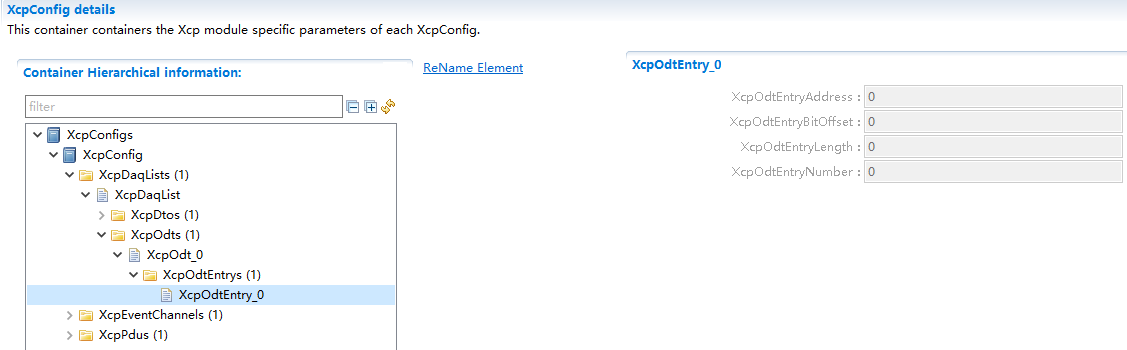 XcpConfig details
This container containers the Xcp module specific parameters of each XcpConfig.
Container Hierarchical information:
ReName Element
filter
XcpConfigs
XcpConfig
XcpDaqLists (1)
XcpDaqList
XcpDtos (1)
XcpOdts (1)
XcpOdt_0
XcpOdtEntrys (1)
XcpOdtEntry_0
XcpEventChannels (1)
XcpPdus (1)
XcpOdtEntry_0
XcpOdtEntryAddress : 0
XcpOdtEntryBitOffset : 0
XcpOdtEntryLength : 0
XcpOdtEntryNumber : 0